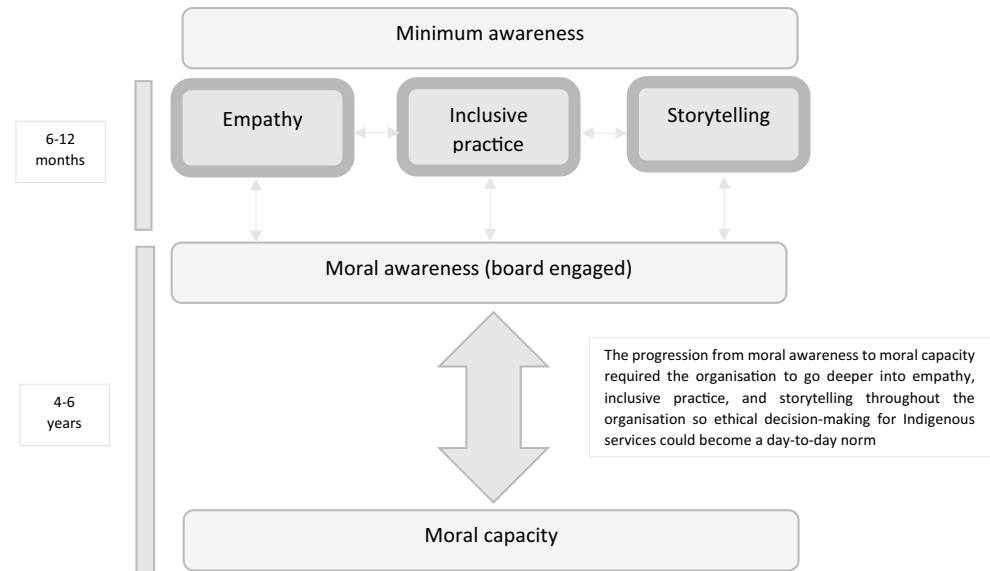 Minimum awareness
6-12
months
Empathy
Inclusive
practice
Storytelling
Moral awareness (board engaged)
4-6
years
The progression from moral awareness to moral capacity
required the organisation to go deeper into empathy,
inclusive practice, and storytelling throughout the
organisation so ethical decision-making for Indigenous
services could become a day-to-day norm
Moral capacity